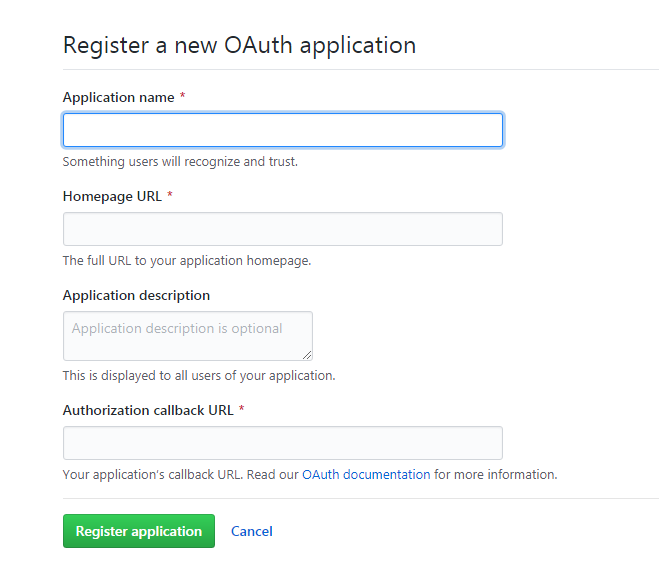 Register a new OAuth application
Application name *
Something users will recognize and trust.
Homepage URL *
The full URL to your application homepage.
Application description
Application description is optional
This is displayed to all users of your application.
Authorization callback URL *
Your application's callback URL. Read our OAuth documentation for more information.
Register application Cancel